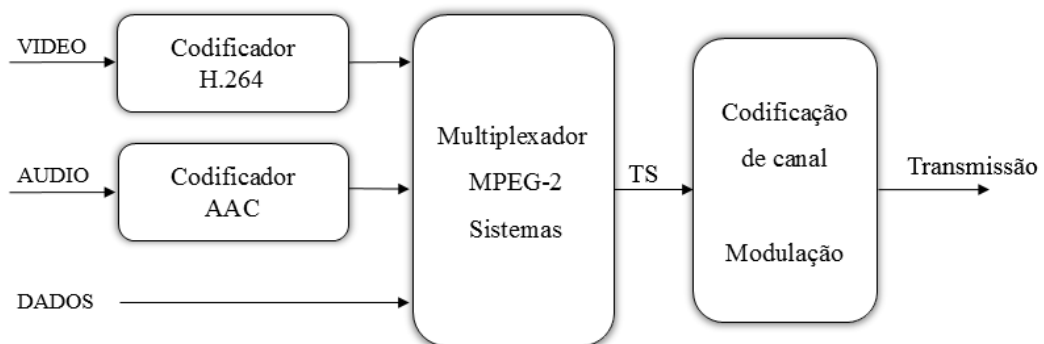 VIDEO
Codificador
H.264
AUDIO
Codificador
AAC
DADOS
Multiplexador
MPEG-2
Sistemas
TS
Codificação
de canal
Modulação
Transmissão